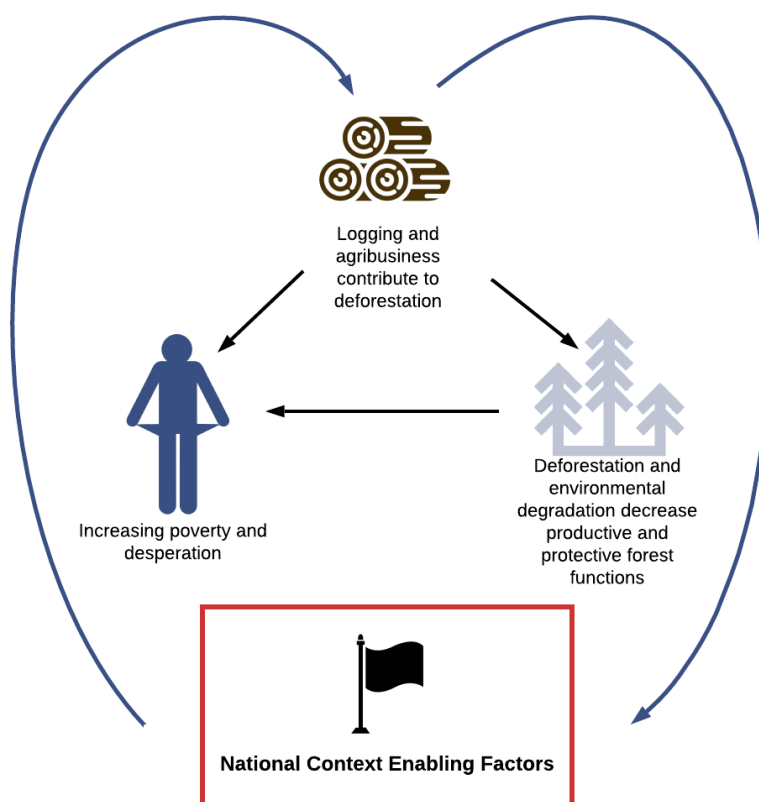 Logging and
agribusiness
contribute to
deforestation
Increasing poverty and
desperation
Deforestation and
environmental
degradation decrease
productive and
protective forest
functions
National Context Enabling Factors